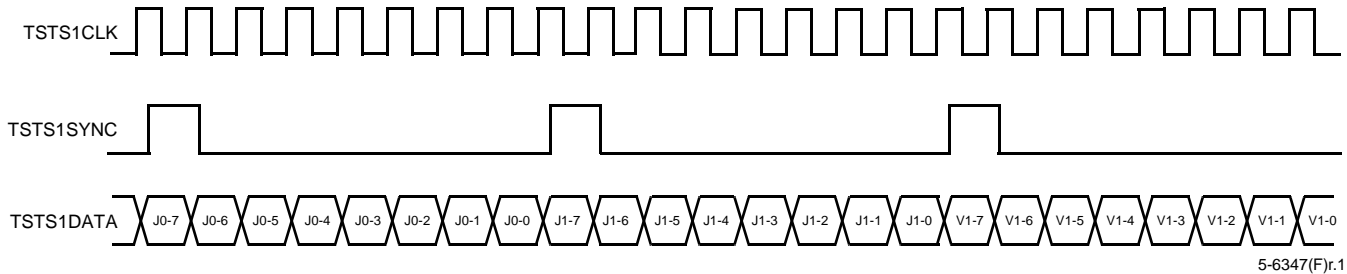 TSTS1CLK
TSTS1SYNC
TSTS1DATA J0-7 J0-6 J0-5 J0-4 J0-3 J0-2 J0-1 J0-0 J1-7 J1-6 J1-5 J1-4 J1-3 J1-2 J1-1 J1-0 V1-7 V1-6 V1-5 V1-4 V1-3 V1-2 V1-1 V1-0
5-6347(F)r.1